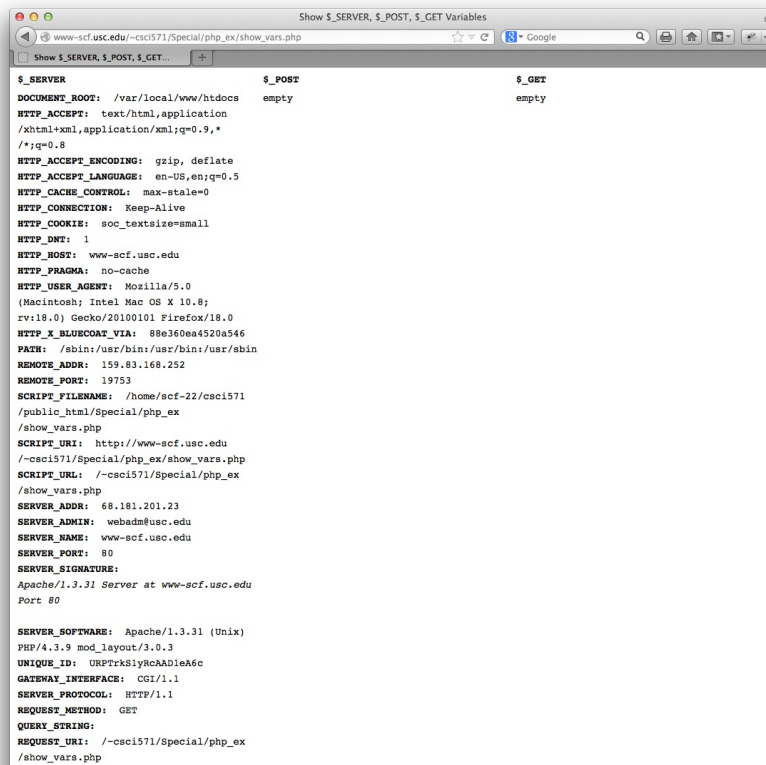 Show $_SERVER, $_POST, $_GET Variables
www-scf.usc.edu/~csci571/Special/php_ex/show_vars.php
Google
Show $_SERVER, $_POST, $_GET...
$_SERVER $_POST $_GET
DOCUMENT_ROOT: /var/local/www/htdocs empty empty
HTTP_ACCEPT: text/html,application
/xhtml+xml,application/xml;q=0.9,*
/*;q=0.8
HTTP_ACCEPT_ENCODING: gzip, deflate
HTTP_ACCEPT_LANGUAGE: en-US,en;q=0.5
HTTP_CACHE_CONTROL: max-stale=0
HTTP_CONNECTION: Keep-Alive
HTTP_COOKIE: soc_textsize=small
HTTP_DNT: 1
HTTP_HOST: www-scf.usc.edu
HTTP_PRAGMA: no-cache
HTTP_USER_AGENT: Mozilla/5.0
(Macintosh; Intel Mac OS X 10.8;
rv:18.0) Gecko/20100101 Firefox/18.0
HTTP_X_BLUECOAT_VIA: 88e360ea4520a546
PATH: /sbin:/usr/bin:/usr/bin:/usr/sbin
REMOTE_ADDR: 159.83.168.252
REMOTE_PORT: 19753
SCRIPT_FILENAME: /home/scf-22/csci571
/public_html/Special/php_ex
/show_vars.php
SCRIPT_URI: http://www-scf.usc.edu
/~csci571/Special/php_ex/show_vars.php
SCRIPT_URL: /~csci571/Special/php_ex
/show_vars.php
SERVER_ADDR: 68.181.201.23
SERVER_ADMIN: webadm@usc.edu
SERVER_NAME: www-scf.usc.edu
SERVER_PORT: 80
SERVER_SIGNATURE:
Apache/1.3.31 Server at www-scf.usc.edu
Port 80
SERVER_SOFTWARE: Apache/1.3.31 (Unix)
PHP/4.3.9 mod_layout/3.0.3
UNIQUE_ID: URPTrkS1yRcAAD1eA6c
GATEWAY_INTERFACE: CGI/1.1
SERVER_PROTOCOL: HTTP/1.1
REQUEST_METHOD: GET
QUERY_STRING:
REQUEST_URI: /~csci571/Special/php_ex
/show_vars.php